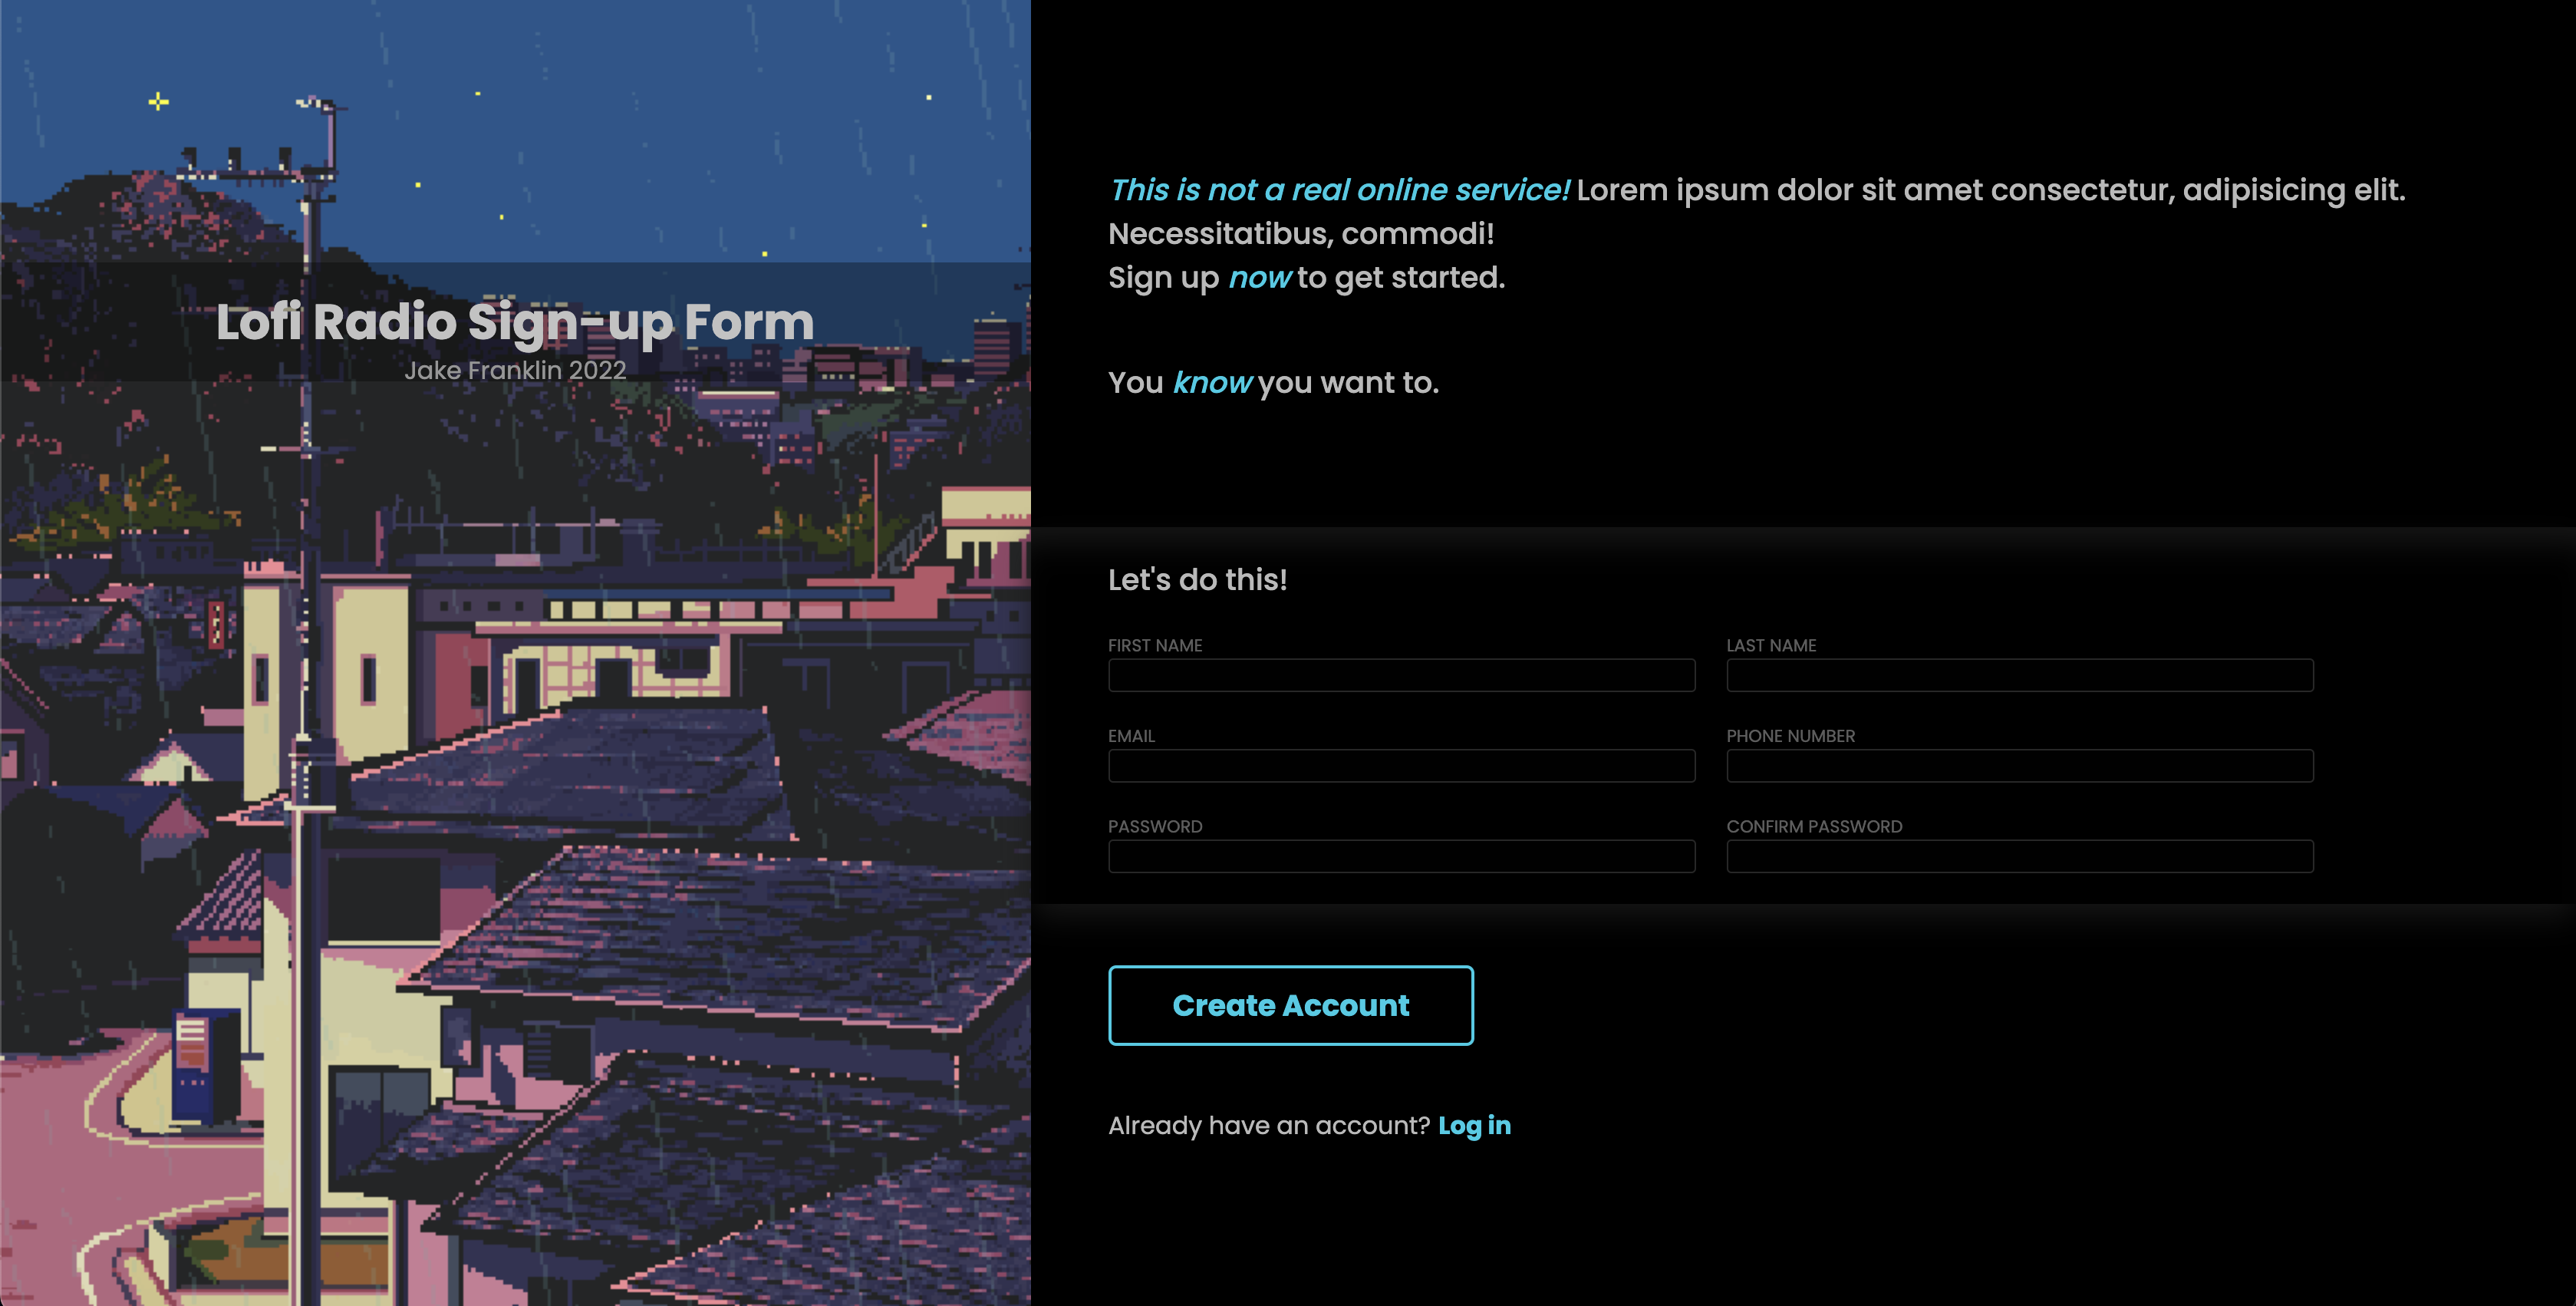 Lofi Radio Sign-up Form
Jake Franklin 2022
This is not a real online service! Lorem ipsum dolor sit amet consectetur, adipisicing elit.
Necessitatibus, commodi!
Sign up now to get started.
You know you want to.
Let's do this!
FIRST NAME
LAST NAME
EMAIL
PHONE NUMBER
PASSWORD
CONFIRM PASSWORD
Create Account
Already have an account? Log in